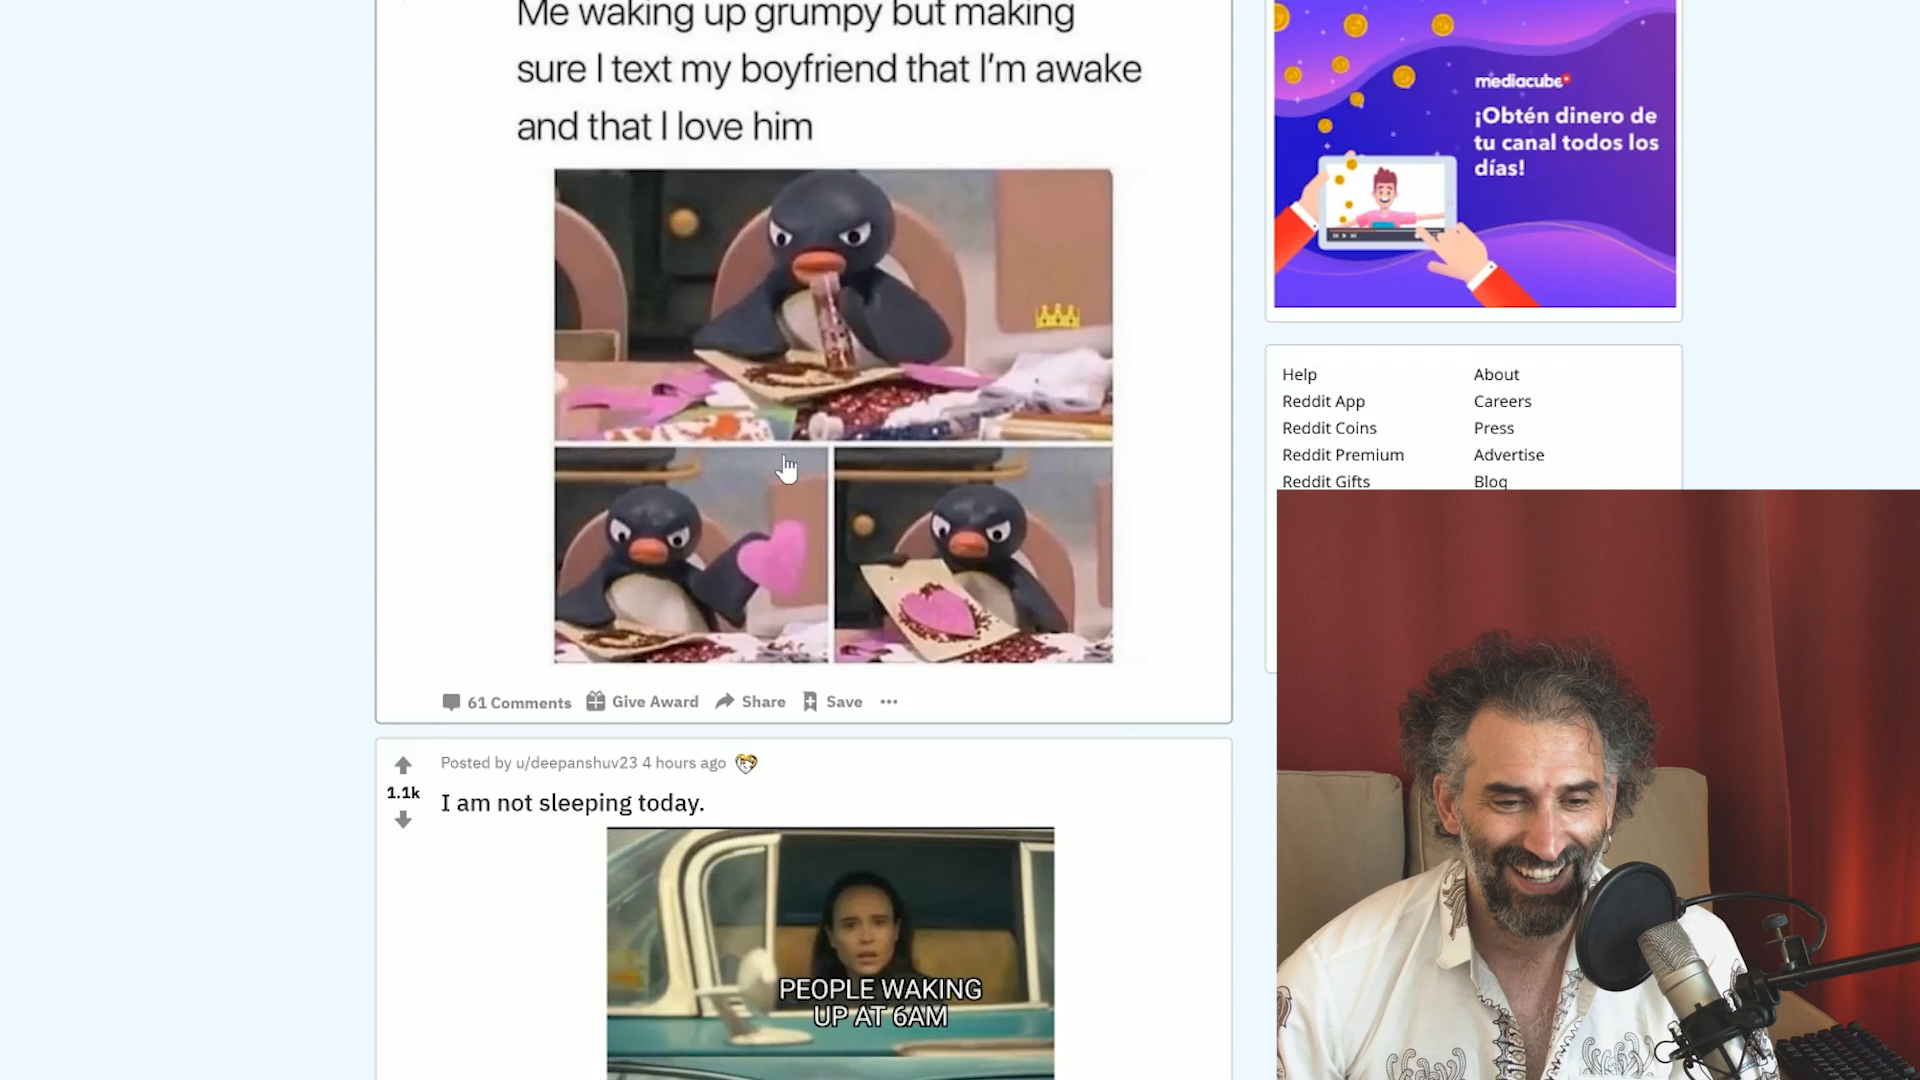 Me waking up grumpy but making
sure I text my boyfriend that I'm awake
and that I love him
61 Comments
Give Award
Share
Save
Posted by u/deepanshuv23 4 hours ago
1.1k
I am not sleeping today.
PEOPLE WAKING
UP AT 6AM
mediacube
¡Obtén dinero de
tu canal todos los
días!
Help
About
Reddit App
Careers
Reddit Coins
Press
Reddit Premium
Advertise
Reddit Gifts
Blog